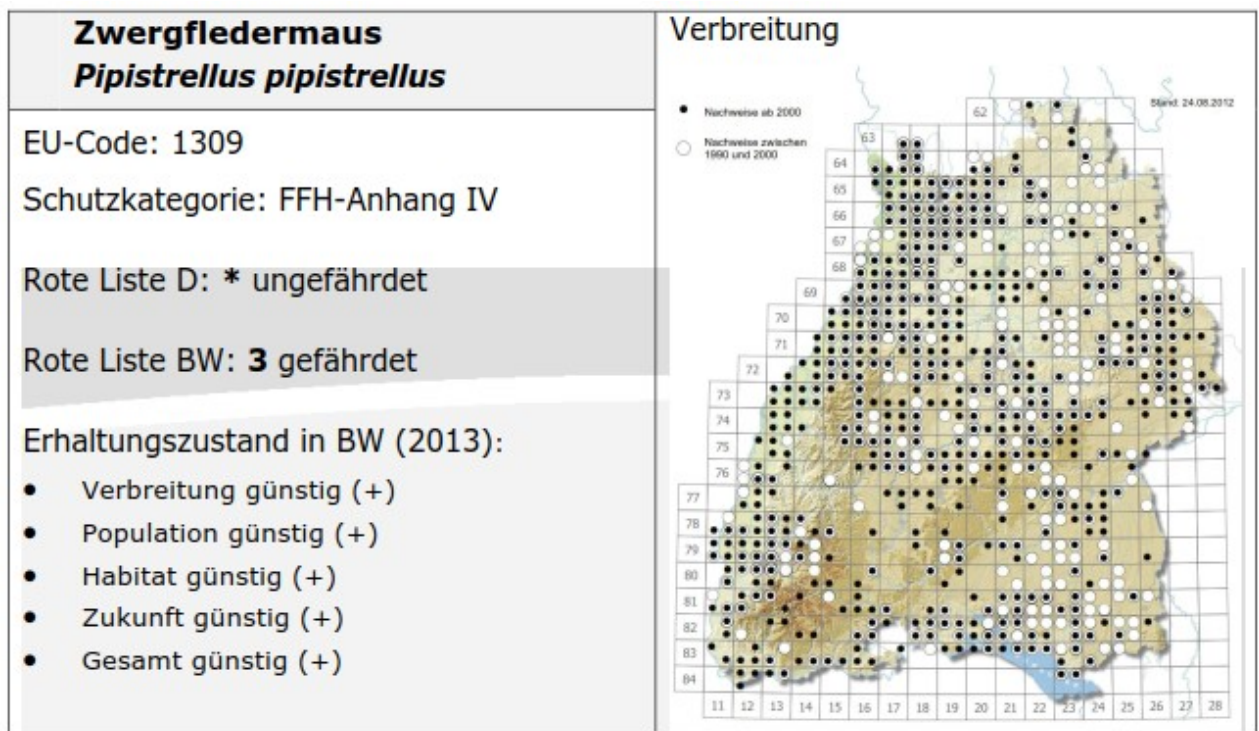 Zwergfledermaus
Pipistrellus pipistrellus
EU-Code: 1309
Schutzkategorie: FFH-Anhang IV
Rote Liste D: * ungefährdet
Rote Liste BW: 3 gefährdet
Erhaltungszustand in BW (2013):
• Verbreitung günstig (+)
• Population günstig (+)
• Habitat günstig (+)
• Zukunft günstig (+)
• Gesamt günstig (+)
Verbreitung
Nachweise ab 2000
Nachweise zwischen
1990 und 2000
Stand: 24.08.2012
62
63
64
65
66
67
68
69
70
71
72
73
74
75
76
77
78
79
80
81
82
83
84
11 12 13 14 15 16 17 18 19 20 21 22 23 24 25 26 27 28